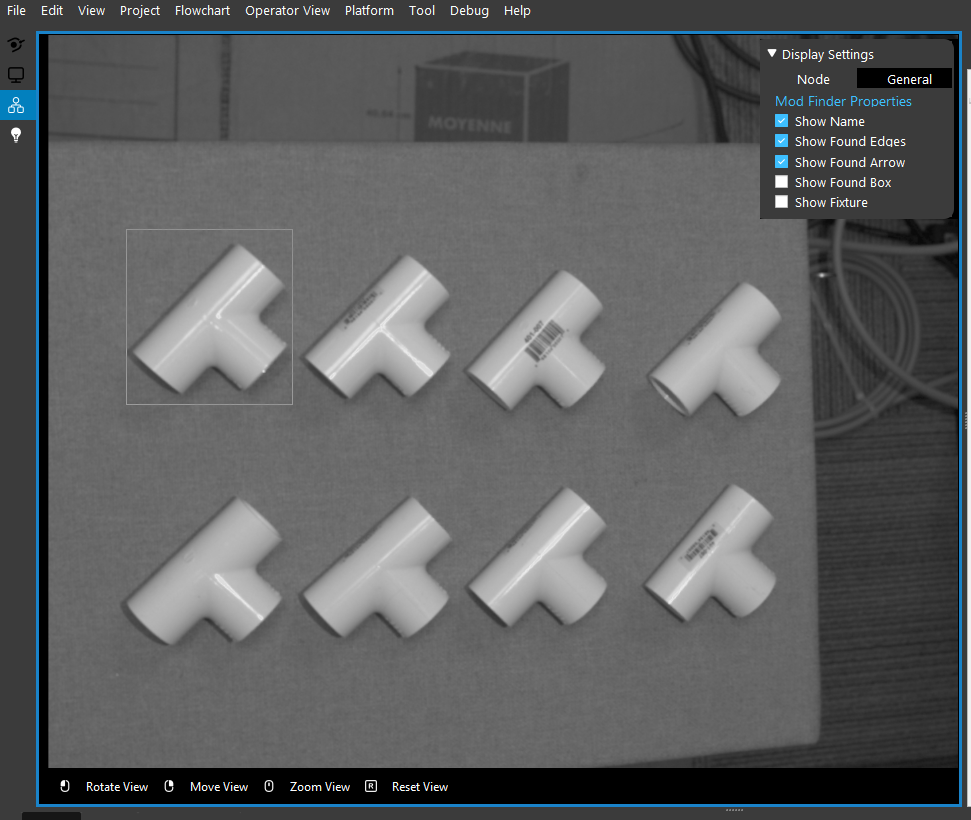 File Edit View Project Flowchart Operator View Platform Tool Debug Help
Display Settings
Node General
Mod Finder Properties
Show Name
Show Found Edges
Show Found Arrow
Show Found Box
Show Fixture
MOYENNE
Rotate View Move View Zoom View R Reset View